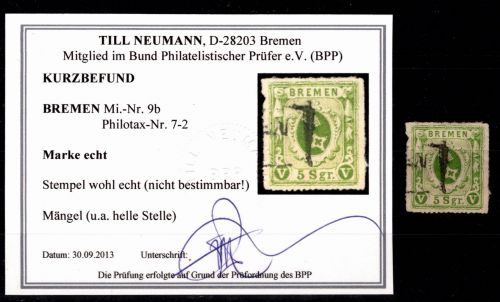 TILL NEUMANN, D-28203 Bremen
Mitglied im Bund Philatelistischer Prüfer e.V. (BPP)
KURZBEFUND
BREMEN Mi.-Nr. 9b
Philotax-Nr. 7-2
Marke echt
Stempel wohl echt (nicht bestimmbar!)
Mängel (u.a. helle Stelle)
Datum: 30.09.2013 Unterschrift:
Die Prüfung erfolgte auf Grund der Prüfordnung des BPP
BREMEN
EN
V 5 Sgr. V
BREMEN
V 5 Sgr. V